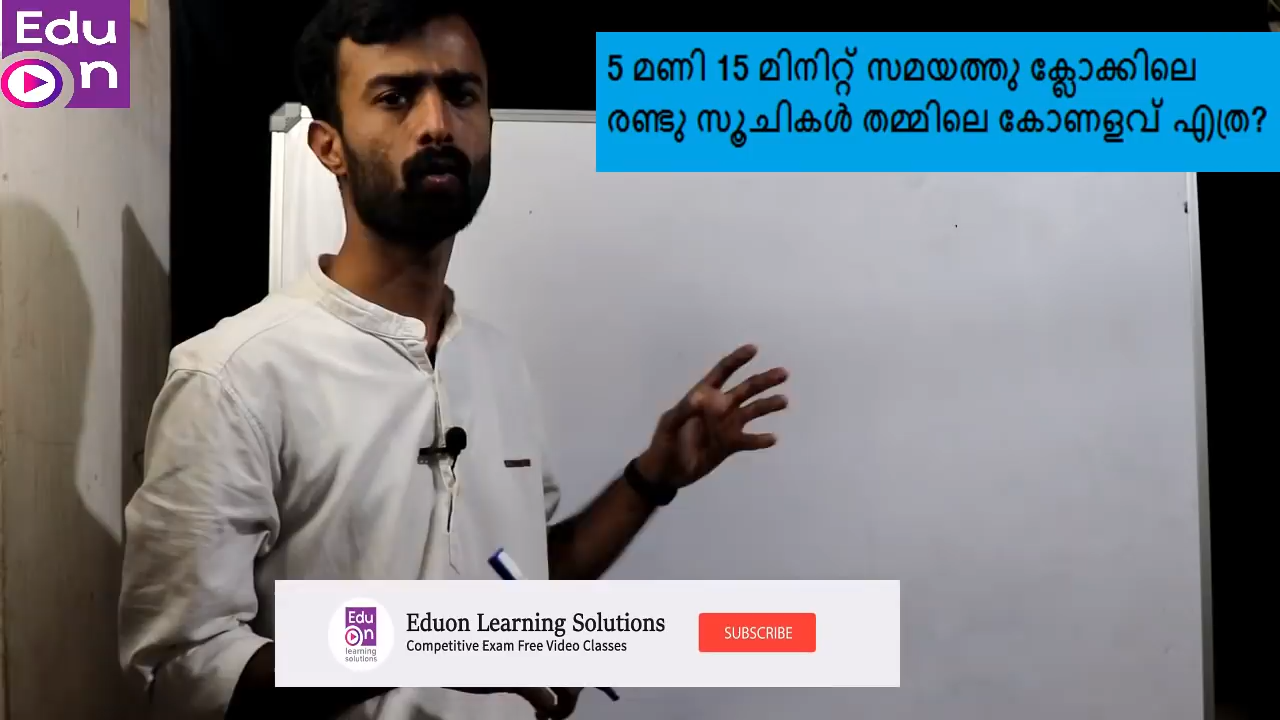 Edu
n
5 മണി 15 മിനിറ്റ് സമയത്തു ക്ലോക്കിലെ
രണ്ടു സൂചികൾ തമ്മിലെ കോണളവ് എത്ര?
Edu
n
learning
solutions
Eduon Learning Solutions
Competitive Exam Free Video Classes
SUBSCRIBE